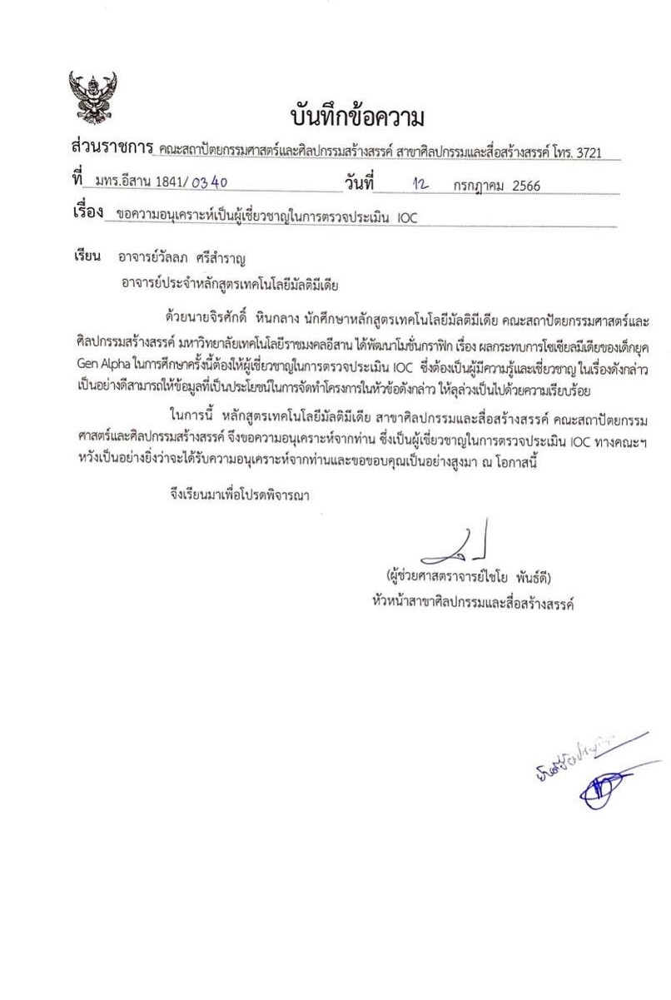 บันทึกข้อความ
ส่วนราชการ คณะสถาปัตยกรรมศาสตร์และศิลปกรรมสร้างสรรค์ สาขาศิลปกรรมและสื่อสร้างสรรค์ โทร. 3721
ที่ มทร.อีสาน 1841/0340 วันที่ 12 กรกฎาคม 2566
เรื่อง ขอความอนุเคราะห์เป็นผู้เชี่ยวชาญในการตรวจประเมิน IOC
เรียน อาจารย์วัลลภ ศรีสำราญ
อาจารย์ประจำหลักสูตรเทคโนโลยีมัลติมีเดีย
ด้วยนายจิรศักดิ์ หินกลาง นักศึกษาหลักสูตรเทคโนโลยีมัลติมีเดีย คณะสถาปัตยกรรมศาสตร์และ
ศิลปกรรมสร้างสรรค์ มหาวิทยาลัยเทคโนโลยีราชมงคลอีสาน ได้พัฒนาโมชั่นกราฟิก เรื่อง ผลกระทบการโซเชียลมีเดียของเด็กยุค
Gen Alpha ในการศึกษาครั้งนี้ต้องให้ผู้เชี่ยวชาญในการตรวจประเมิน IOC ซึ่งต้องเป็นผู้มีความรู้และเชี่ยวชาญ ในเรื่องดังกล่าว
เป็นอย่างดีสามารถให้ข้อมูลที่เป็นประโยชน์ในการจัดทำโครงการในหัวข้อดังกล่าว ให้ลุล่วงเป็นไปด้วยความเรียบร้อย
ในการนี้ หลักสูตรเทคโนโลยีมัลติมีเดีย สาขาศิลปกรรมและสื่อสร้างสรรค์ คณะสถาปัตยกรรม
ศาสตร์และศิลปกรรมสร้างสรรค์ จึงขอความอนุเคราะห์จากท่าน ซึ่งเป็นผู้เชี่ยวชาญในการตรวจประเมิน IOC ทางคณะฯ
หวังเป็นอย่างยิ่งว่าจะได้รับความอนุเคราะห์จากท่านและขอขอบคุณเป็นอย่างสูงมา ณ โอกาสนี้
จึงเรียนมาเพื่อโปรดพิจารณา
(ผู้ช่วยศาสตราจารย์ไชโย พันธ์ดี)
หัวหน้าสาขาศิลปกรรมและสื่อสร้างสรรค์